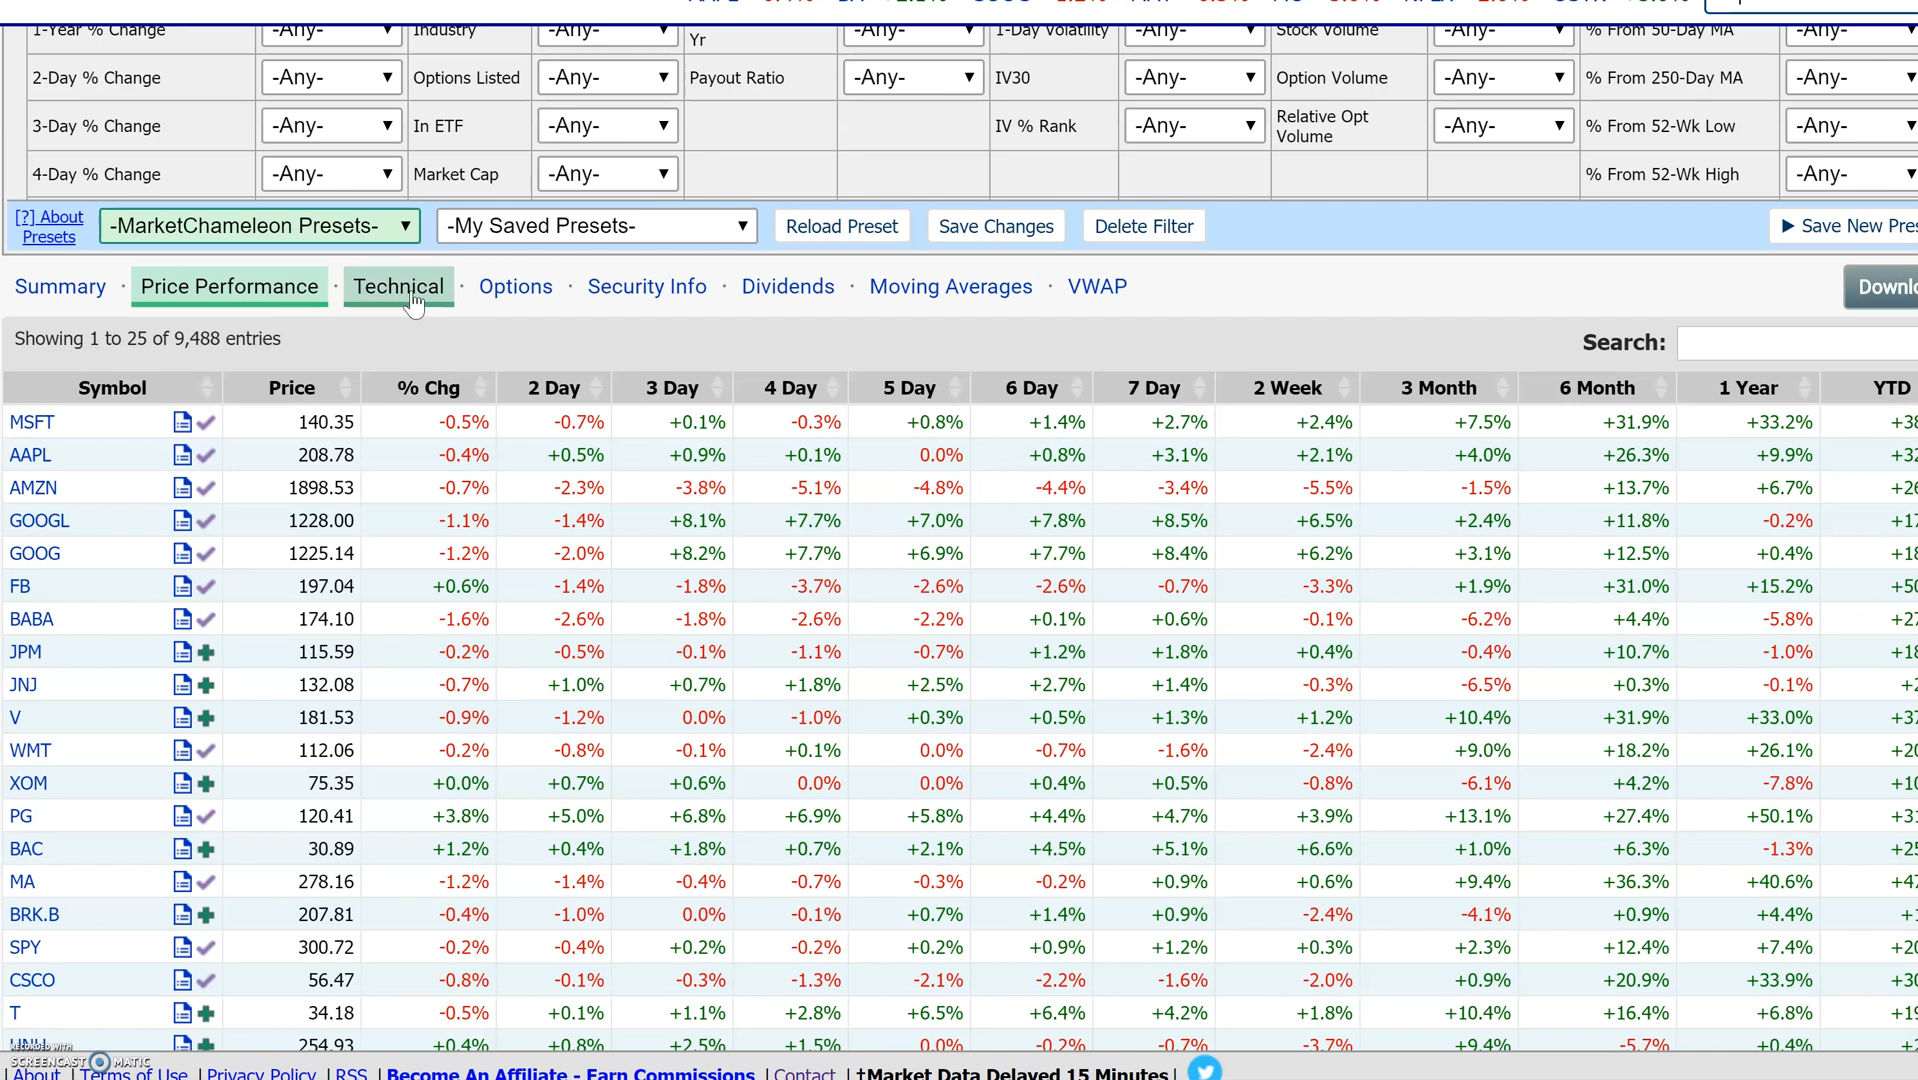 1-Year % Change -Any- Industry -Any- Yr -Any- 1-Day Volatility -Any- Stock Volume -Any- % From 50-Day MA -Any-
2-Day % Change -Any- Options Listed -Any- Payout Ratio -Any- IV30 -Any- Option Volume -Any- % From 250-Day MA -Any-
3-Day % Change -Any- In ETF -Any- IV % Rank -Any- Relative Opt Volume -Any- % From 52-Wk Low -Any-
4-Day % Change -Any- Market Cap -Any- % From 52-Wk High -Any-
[?] About Presets -MarketChameleon Presets- -My Saved Presets- Reload Preset Save Changes Delete Filter Save New Pres
Summary · Price Performance · Technical · Options · Security Info · Dividends · Moving Averages · VWAP Downlo
Showing 1 to 25 of 9,488 entries Search:
Symbol Price % Chg 2 Day 3 Day 4 Day 5 Day 6 Day 7 Day 2 Week 3 Month 6 Month 1 Year YTD
MSFT 140.35 -0.5% -0.7% +0.1% -0.3% +0.8% +1.4% +2.7% +2.4% +7.5% +31.9% +33.2% +38
AAPL 208.78 -0.4% +0.5% +0.9% +0.1% 0.0% +0.8% +3.1% +2.1% +4.0% +26.3% +9.9% +32
AMZN 1898.53 -0.7% -2.3% -3.8% -5.1% -4.8% -4.4% -3.4% -5.5% -1.5% +13.7% +6.7% +26
GOOGL 1228.00 -1.1% -1.4% +8.1% +7.7% +7.0% +7.8% +8.5% +6.5% +2.4% +11.8% -0.2% +17
GOOG 1225.14 -1.2% -2.0% +8.2% +7.7% +6.9% +7.7% +8.4% +6.2% +3.1% +12.5% +0.4% +18
FB 197.04 +0.6% -1.4% -1.8% -3.7% -2.6% -2.6% -0.7% -3.3% +1.9% +31.0% +15.2% +50
BABA 174.10 -1.6% -2.6% -1.8% -2.6% -2.2% +0.1% +0.6% -0.1% -6.2% +4.4% -5.8% +27
JPM 115.59 -0.2% -0.5% -0.1% -1.1% -0.7% +1.2% +1.8% +0.4% -0.4% +10.7% -1.0% +18
JNJ 132.08 -0.7% +1.0% +0.7% +1.8% +2.5% +2.7% +1.4% -0.3% -6.5% +0.3% -0.1% +2
V 181.53 -0.9% -1.2% 0.0% -1.0% +0.3% +0.5% +1.3% +1.2% +10.4% +31.9% +33.0% +37
WMT 112.06 -0.2% -0.8% -0.1% +0.1% 0.0% -0.7% -1.6% -2.4% +9.0% +18.2% +26.1% +20
XOM 75.35 +0.0% +0.7% +0.6% 0.0% 0.0% +0.4% +0.5% -0.8% -6.1% +4.2% -7.8% +10
PG 120.41 +3.8% +5.0% +6.8% +6.9% +5.8% +4.4% +4.7% +3.9% +13.1% +27.4% +50.1% +31
BAC 30.89 +1.2% +0.4% +1.8% +0.7% +2.1% +4.5% +5.1% +6.6% +1.0% +6.3% -1.3% +25
MA 278.16 -1.2% -1.4% -0.4% -0.7% -0.3% -0.2% +0.9% +0.6% +9.4% +36.3% +40.6% +47
BRK.B 207.81 -0.4% -1.0% 0.0% -0.1% +0.7% +1.4% +0.9% -2.4% -4.1% +0.9% +4.4% +1
SPY 300.72 -0.2% -0.4% +0.2% -0.2% +0.2% +0.9% +1.2% +0.3% +2.3% +12.4% +7.4% +20
CSCO 56.47 -0.8% -0.1% -0.3% -1.3% -2.1% -2.2% -1.6% -2.0% +0.9% +20.9% +33.9% +30
T 34.18 -0.5% +0.1% +1.1% +2.8% +6.5% +6.4% +4.2% +1.8% +10.4% +16.4% +6.8% +19
UNH 254.93 +0.4% +0.8% +2.5% +1.5% 0.0% -0.2% -0.7% -3.7% +9.4% -5.7% +0.4%
RECORDED WITH
SCREENCAST MATIC
| About | Terms of Use | Privacy Policy | RSS | Become An Affiliate - Earn Commissions | Contact | †Market Data Delayed 15 Minutes |